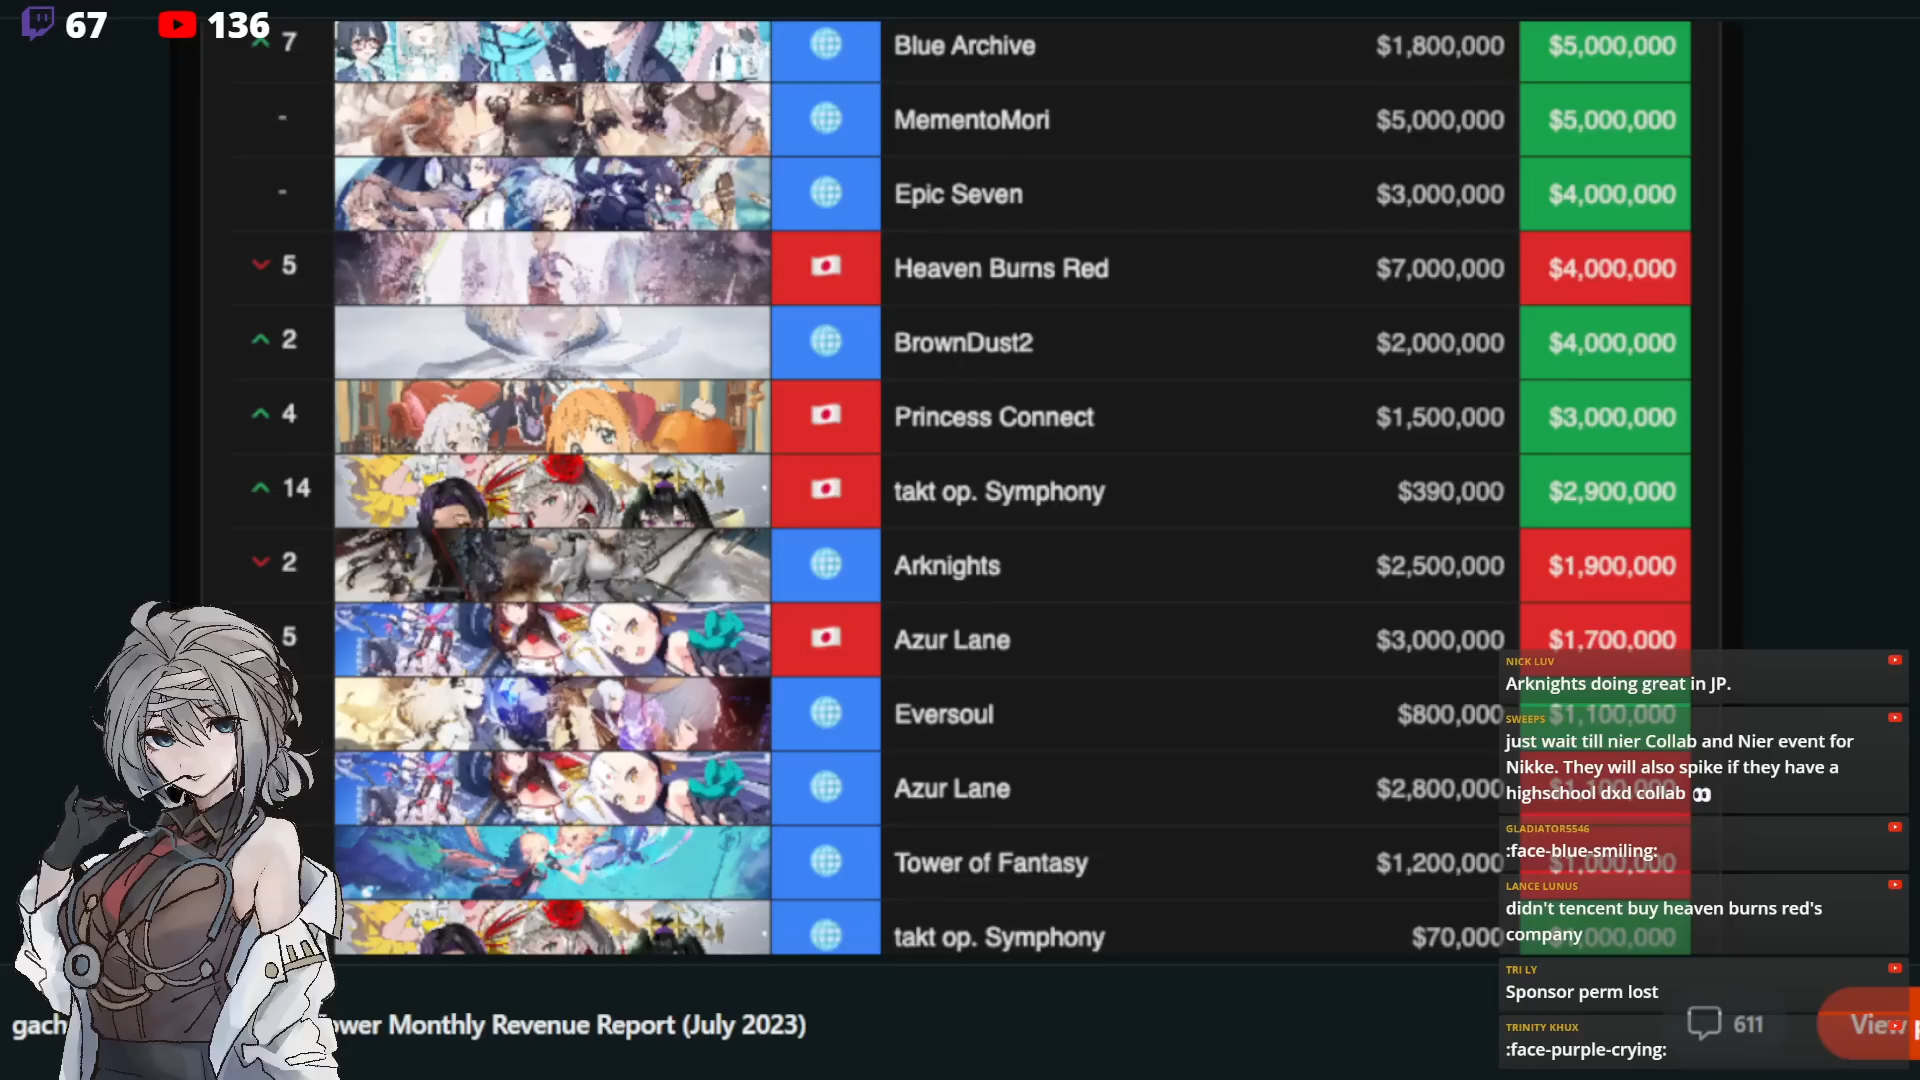 67 136
7 Blue Archive $1,800,000 $5,000,000
- MementoMori $5,000,000 $5,000,000
- Epic Seven $3,000,000 $4,000,000
5 Heaven Burns Red $7,000,000 $4,000,000
2 BrownDust2 $2,000,000 $4,000,000
4 Princess Connect $1,500,000 $3,000,000
14 takt op. Symphony $390,000 $2,900,000
2 Arknights $2,500,000 $1,900,000
5 Azur Lane $3,000,000 $1,700,000
Eversoul $800,000 $1,100,000
Azur Lane $2,800,000
Tower of Fantasy $1,200,000 $1,000,000
takt op. Symphony $70,000
NICK LUV
Arknights doing great in JP.
SWEEPS
just wait till nier Collab and Nier event for
Nikke. They will also spike if they have a
highschool dxd collab
GLADIATOR5546
:face-blue-smiling:
LANCE LUNUS
didn't tencent buy heaven burns red's
company
TRI LY
Sponsor perm lost
TRINITY KHUX
:face-purple-crying:
gach ower Monthly Revenue Report (July 2023)
611
View p